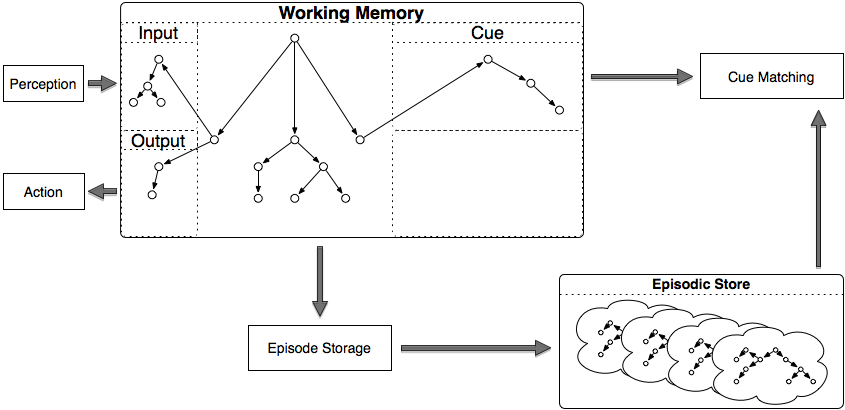 Working Memory
Input
Cue
Perception
Cue Matching
Output
Action
Episodic Store
Episode Storage